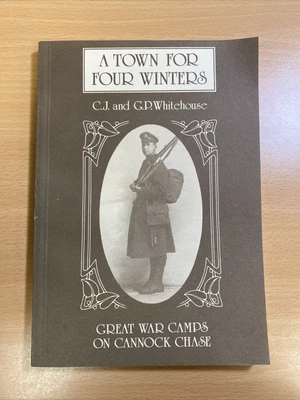 A TOWN FOR
FOUR WINTERS
C.J. and G.P. Whitehouse
GREAT WAR CAMPS
ON CANNOCK CHASE